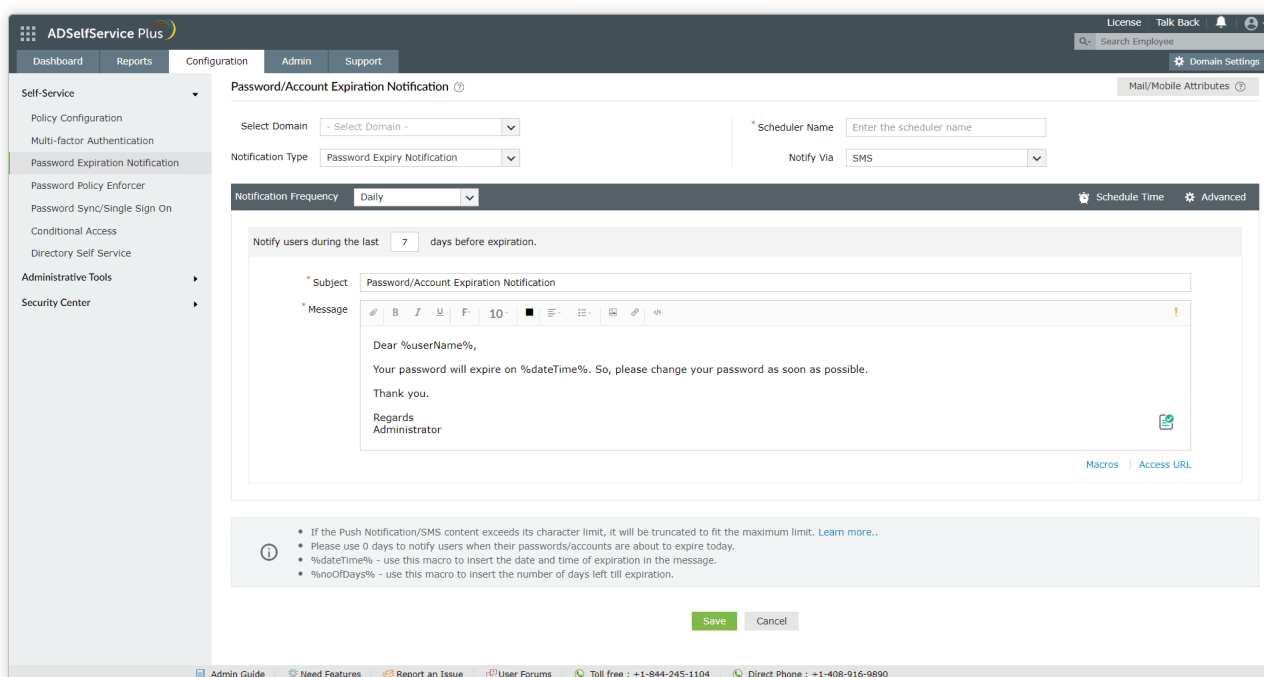 License Talk Back
ADSelfService Plus
Search Employee
Dashboard Reports Configuration Admin Support
Domain Settings
Self-Service
Policy Configuration
Multi-factor Authentication
Password Expiration Notification
Password Policy Enforcer
Password Sync/Single Sign On
Conditional Access
Directory Self Service
Administrative Tools
Security Center
Password/Account Expiration Notification ?
Mail/Mobile Attributes ?
Select Domain - Select Domain -
* Scheduler Name Enter the scheduler name
Notification Type Password Expiry Notification
Notify Via SMS
Notification Frequency Daily
Schedule Time Advanced
Notify users during the last 7 days before expiration.
* Subject Password/Account Expiration Notification
* Message
B I U F 10 !
Dear %userName%,
Your password will expire on %dateTime%. So, please change your password as soon as possible.
Thank you.
Regards
Administrator
Macros | Access URL
• If the Push Notification/SMS content exceeds its character limit, it will be truncated to fit the maximum limit. Learn more..
• Please use 0 days to notify users when their passwords/accounts are about to expire today.
• %dateTime% - use this macro to insert the date and time of expiration in the message.
• %noOfDays% - use this macro to insert the number of days left till expiration.
Save Cancel
Admin Guide Need Features Report an Issue User Forums Toll free : +1-844-245-1104 Direct Phone : +1-408-916-9890